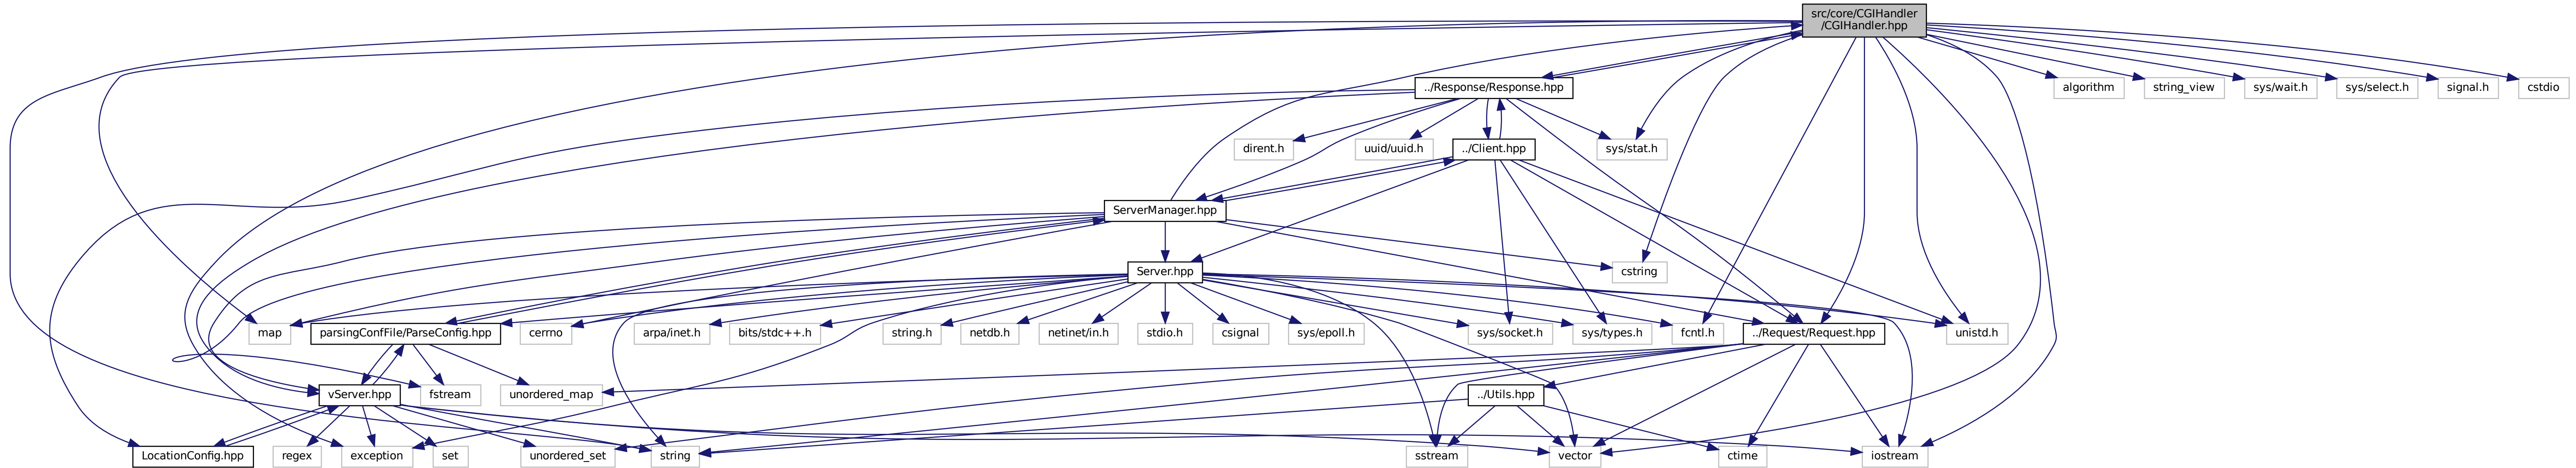 src/core/CGIHandler
/CGIHandler.hpp
../Response/Response.hpp
algorithm
string_view
sys/wait.h
sys/select.h
signal.h
cstdio
dirent.h
uuid/uuid.h
../Client.hpp
sys/stat.h
ServerManager.hpp
Server.hpp
cstring
map
parsingConfFile/ParseConfig.hpp
cerrno
arpa/inet.h
bits/stdc++.h
string.h
netdb.h
netinet/in.h
stdio.h
csignal
sys/epoll.h
sys/socket.h
sys/types.h
fcntl.h
../Request/Request.hpp
unistd.h
vServer.hpp
fstream
unordered_map
../Utils.hpp
LocationConfig.hpp
regex
exception
set
unordered_set
string
sstream
vector
ctime
iostream